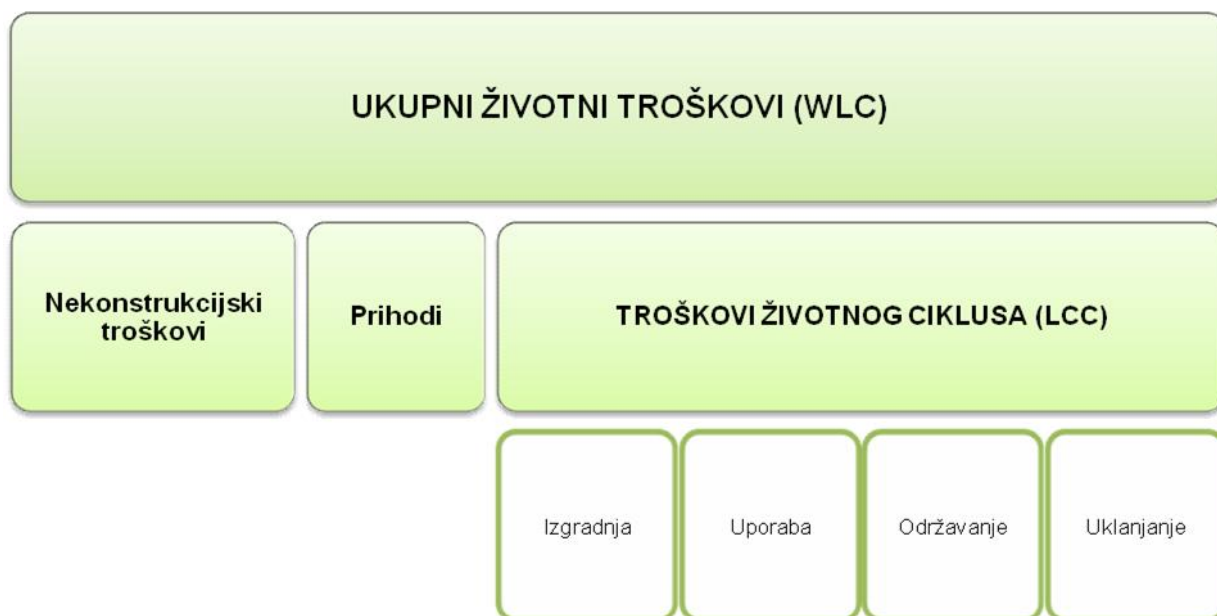 UKUPNI ŽIVOTNI TROŠKOVI (WLC)
Nekonstrukcijski
troškovi
Prihodi
TROŠKOVI ŽIVOTNOG CIKLUSA (LCC)
Izgradnja
Uporaba
Održavanje
Uklanjanje